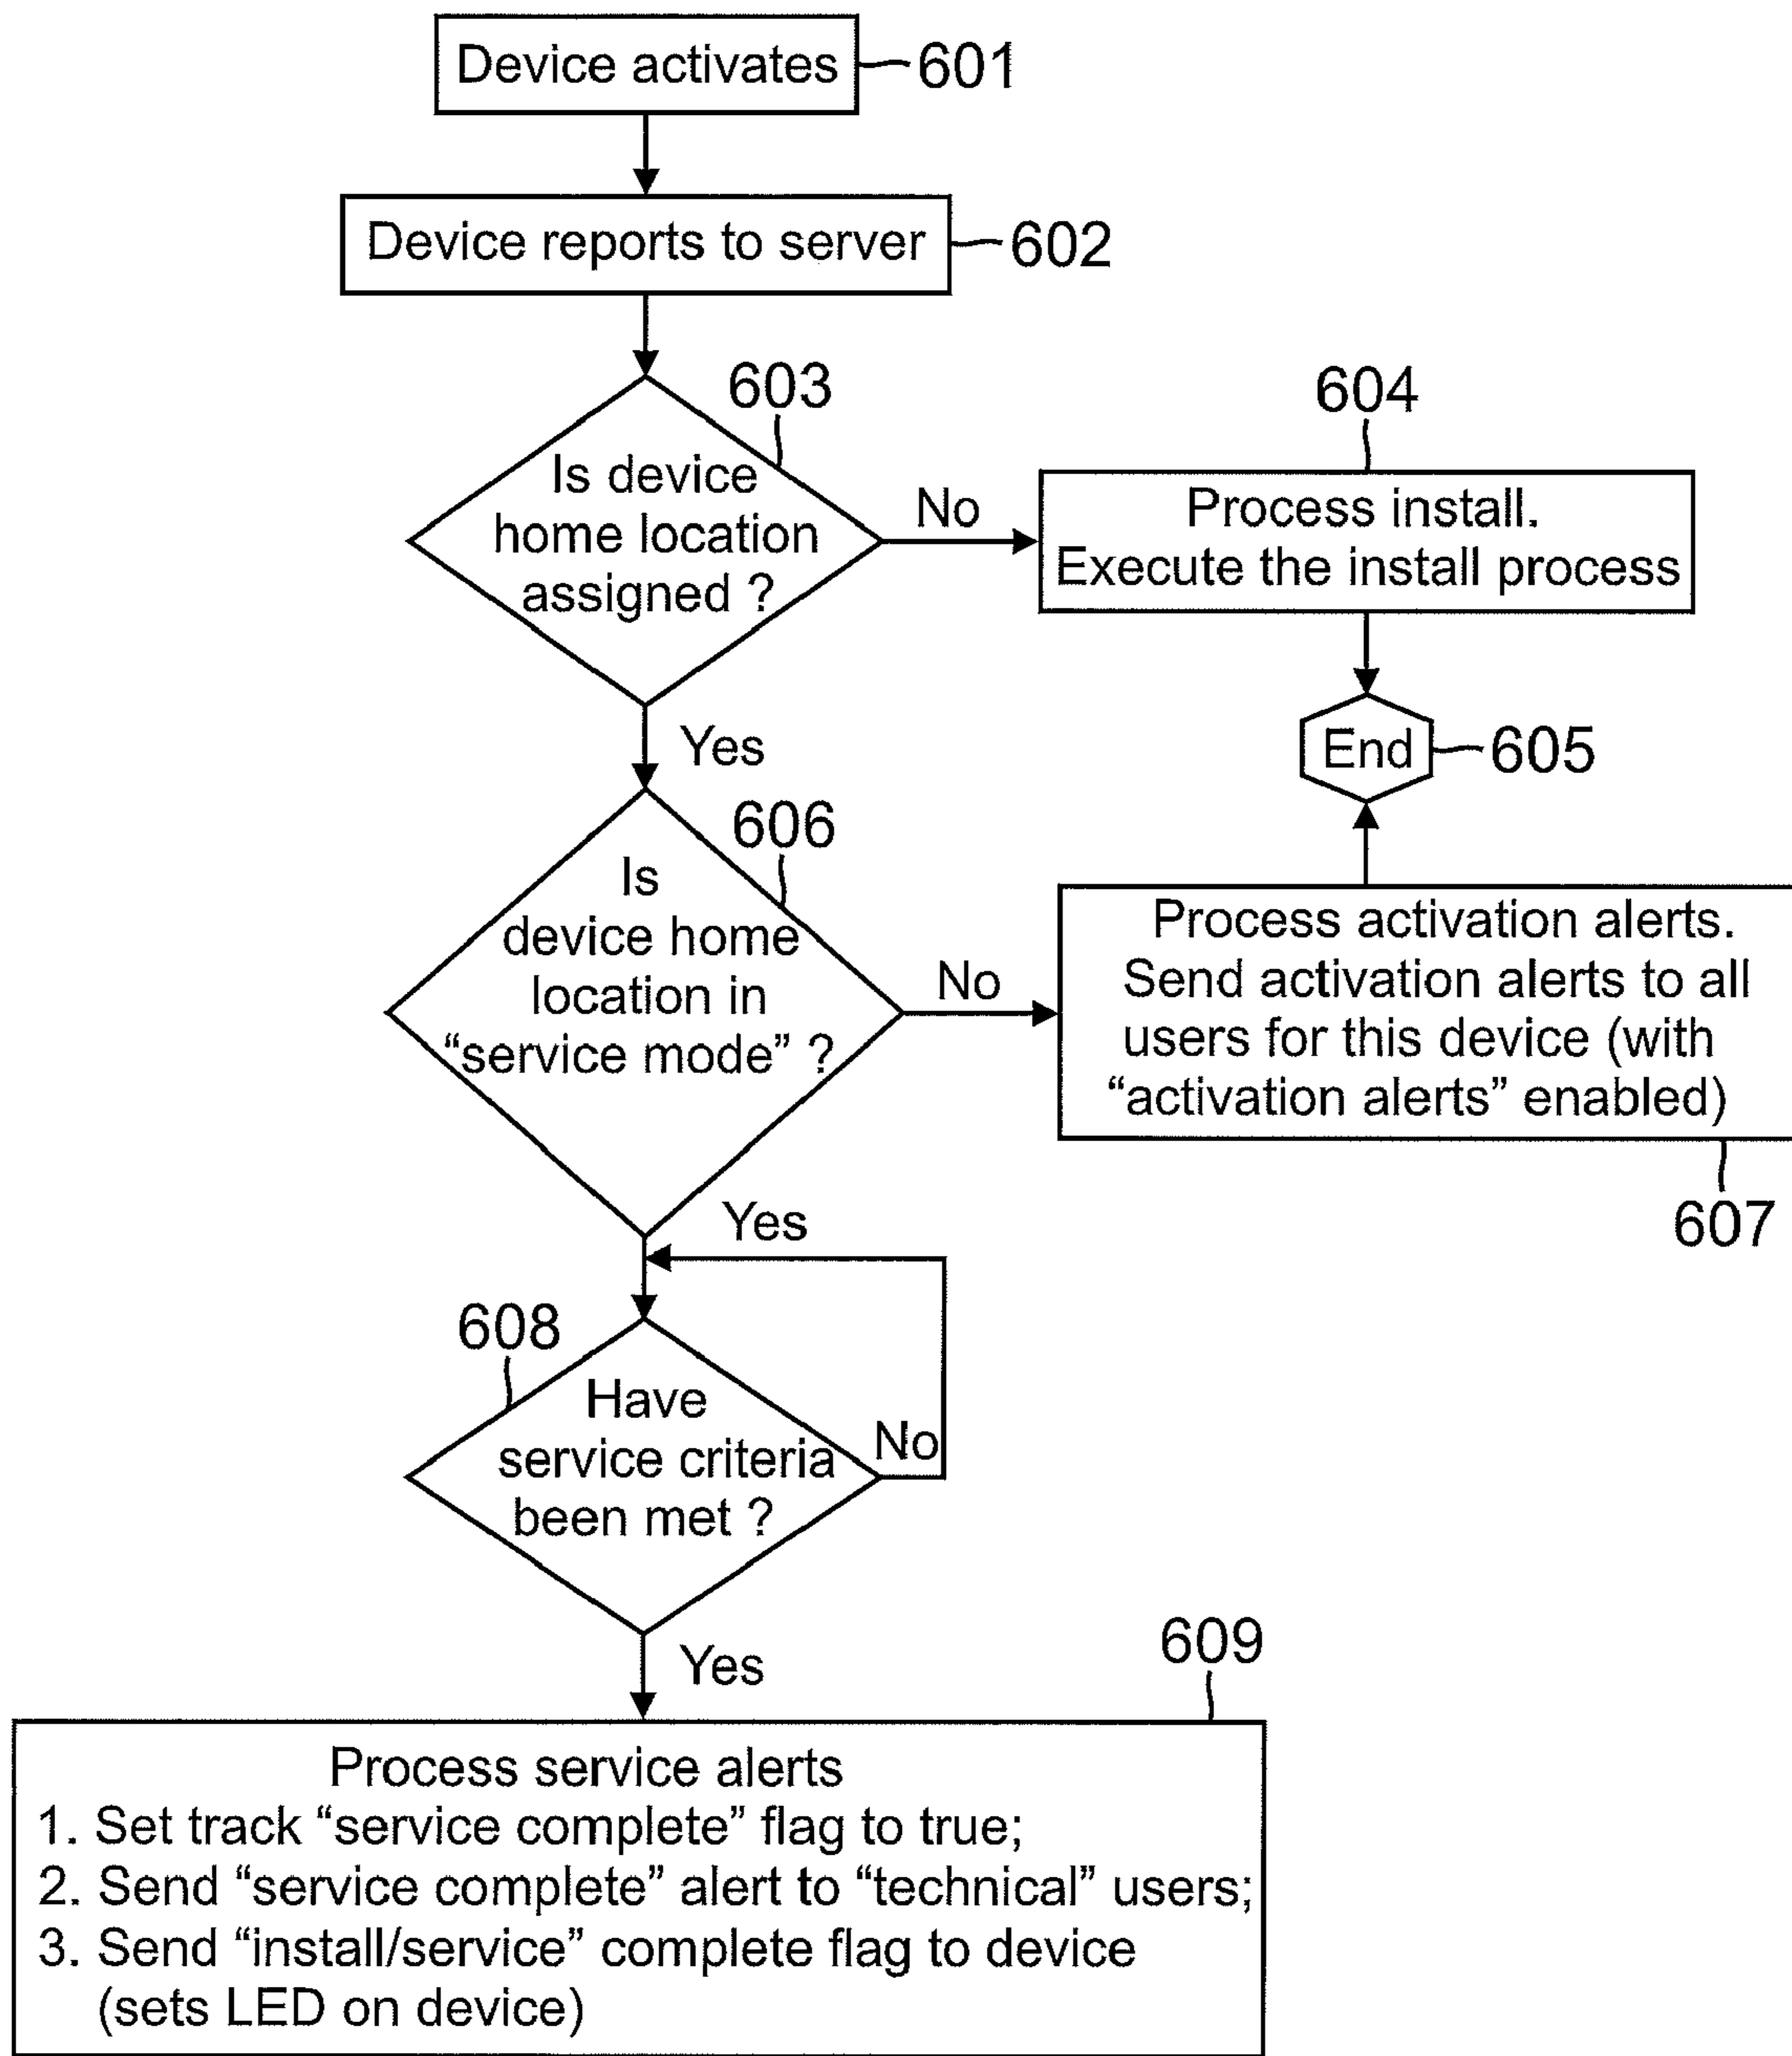 Device activates
601
Device reports to server
602
603
Is device
home location
assigned ?
No
604
Process install.
Execute the install process
Yes
End
605
606
Is
device home
location in
“service mode” ?
No
Process activation alerts.
Send activation alerts to all
users for this device (with
“activation alerts” enabled)
607
Yes
608
Have
service criteria
been met ?
No
Yes
609
Process service alerts
1. Set track “service complete” flag to true;
2. Send “service complete” alert to “technical” users;
3. Send “install/service” complete flag to device
(sets LED on device)